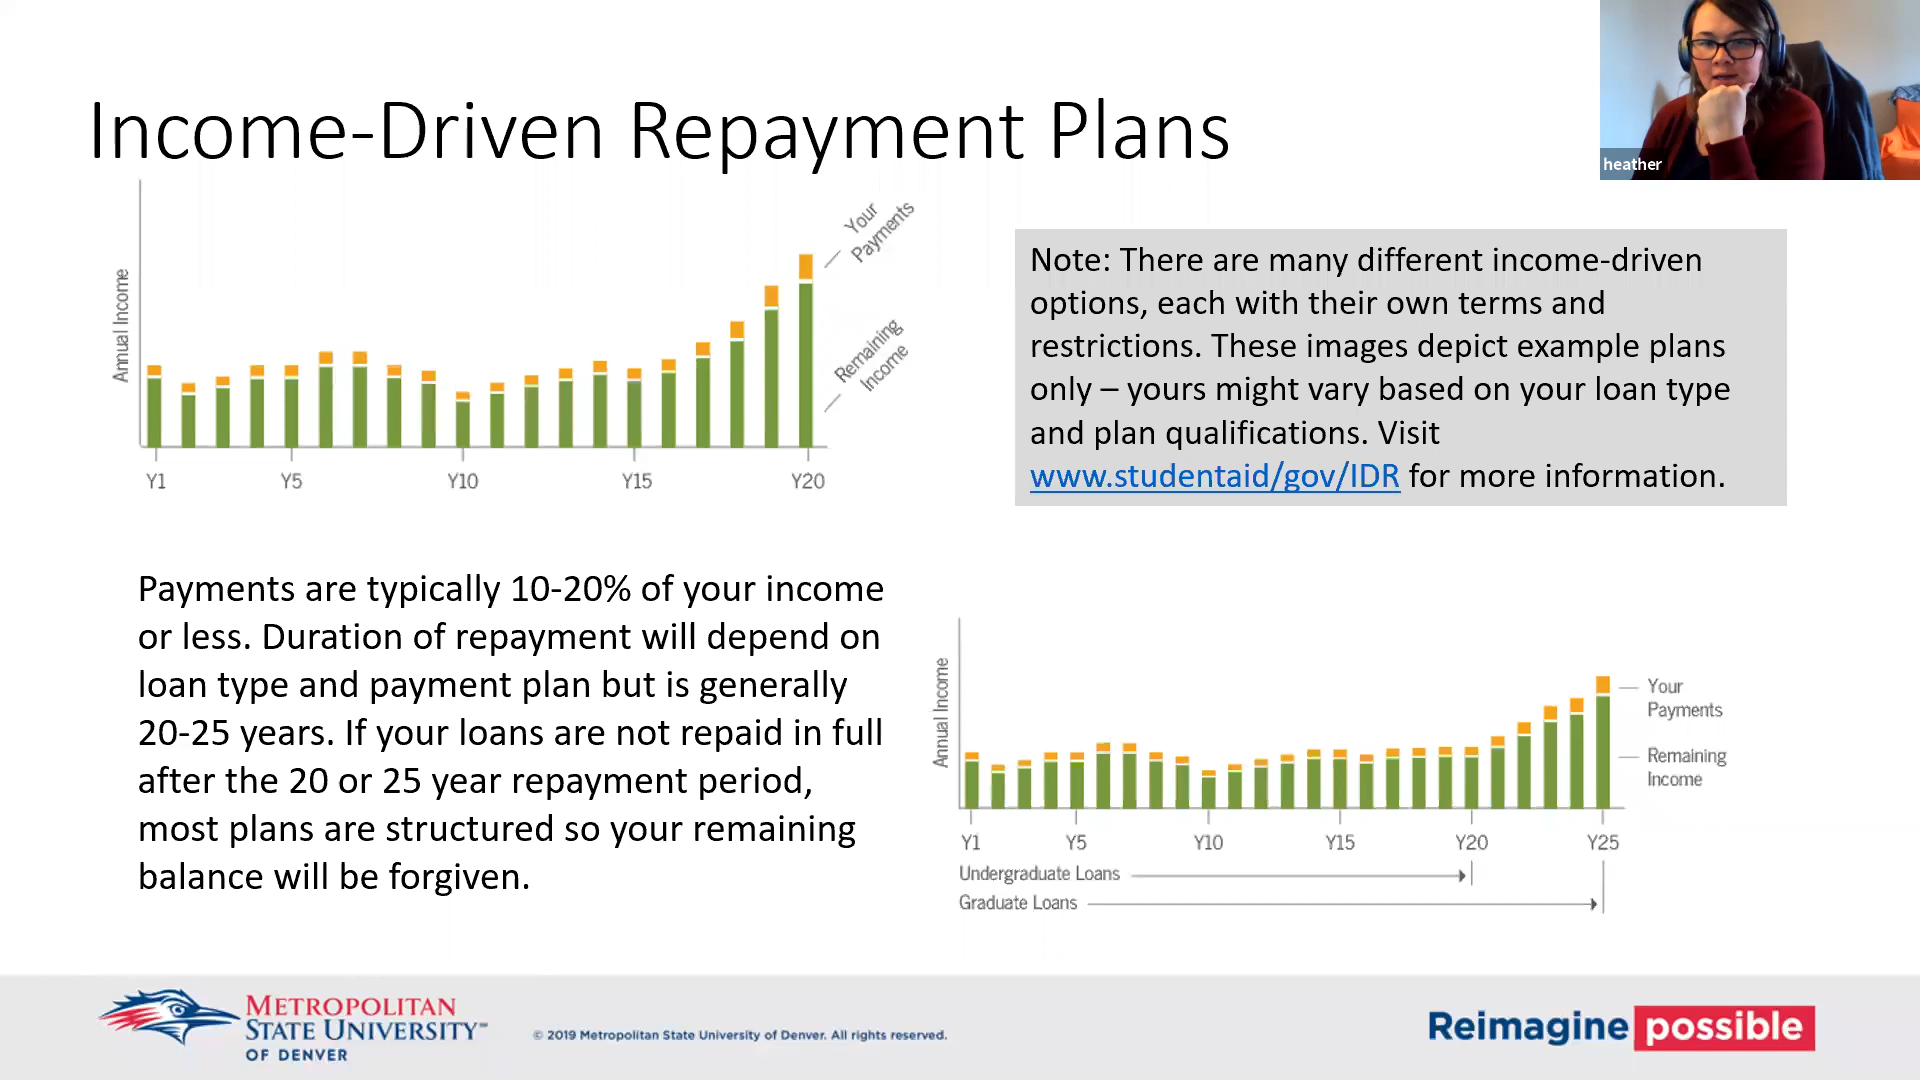 heather
Income-Driven Repayment Plans
Annual Income
Your
Payments
Remaining
Income
Y1 Y5 Y10 Y15 Y20
Note: There are many different income-driven
options, each with their own terms and
restrictions. These images depict example plans
only – yours might vary based on your loan type
and plan qualifications. Visit
www.studentaid/gov/IDR for more information.
Payments are typically 10-20% of your income
or less. Duration of repayment will depend on
loan type and payment plan but is generally
20-25 years. If your loans are not repaid in full
after the 20 or 25 year repayment period,
most plans are structured so your remaining
balance will be forgiven.
Annual Income
Your
Payments
Remaining
Income
Y1 Y5 Y10 Y15 Y20 Y25
Undergraduate Loans
Graduate Loans
METROPOLITAN
STATE UNIVERSITY™
OF DENVER
© 2019 Metropolitan State University of Denver. All rights reserved.
Reimagine possible